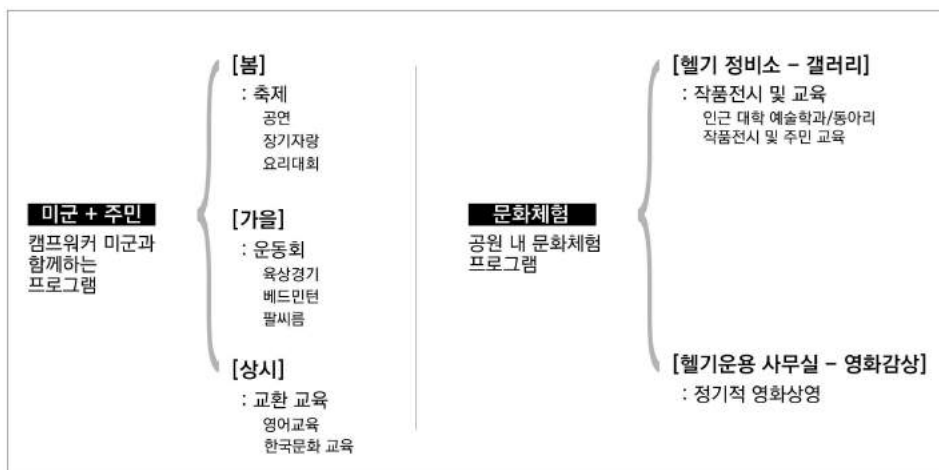 미군 + 주민
캠프워커 미군과
함께하는
프로그램
[봄]
: 축제
공연
장기자랑
요리대회
[가을]
: 운동회
육상경기
베드민턴
팔씨름
[상시]
: 교환 교육
영어교육
한국문화 교육
문화체험
공원 내 문화체험
프로그램
[헬기 정비소 – 갤러리]
: 작품전시 및 교육
인근 대학 예술학과/동아리
작품전시 및 주민 교육
[헬기운용 사무실 – 영화감상]
: 정기적 영화상영